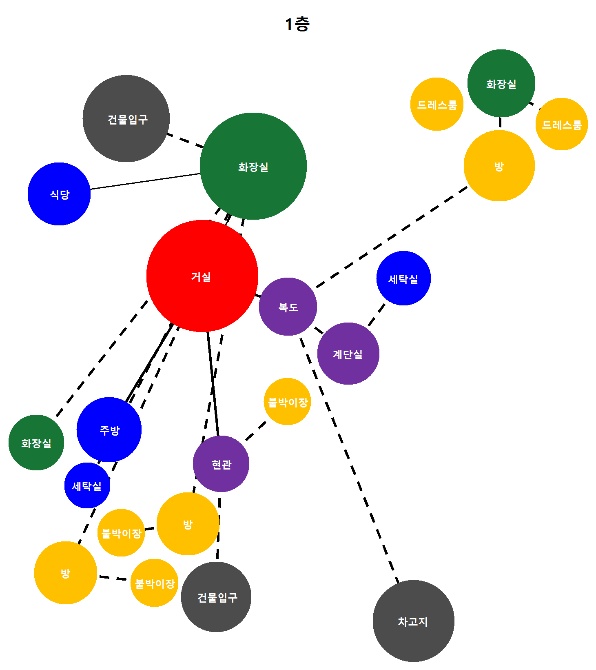 1층
화장실
드레스룸
건물입구
드레스룸
화장실
방
식당
거실
세탁실
복도
계단실
붙박이장
주방
화장실
현관
세탁실
방
붙박이장
방
붙박이장
건물입구
차고지